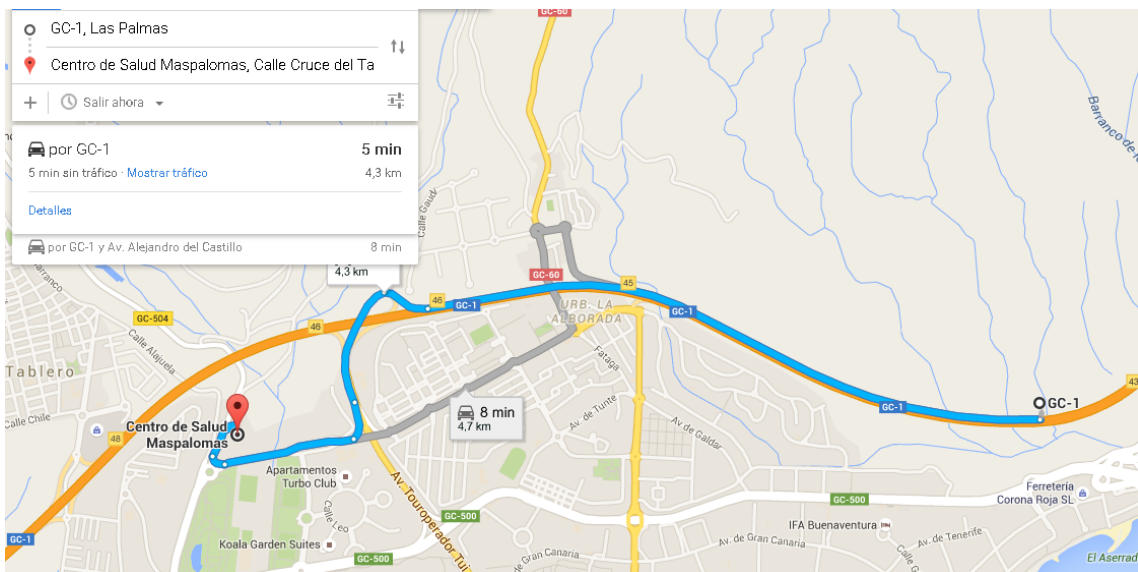 GC-1, Las Palmas
Centro de Salud Maspalomas, Calle Cruce del Ta
Salir ahora
por GC-1
5 min
5 min sin tráfico · Mostrar tráfico
4,3 km
Detalles
por GC-1 y Av. Alejandro del Castillo
8 min
GC-60
Barranco de
Calle Gaudí
4,3 km
GC-60
45
46
GC-1
URB. LA
ALBORADA
GC-1
GC-504
46
Calle Alajuela
Barranco
Tablero
Calle Chile
48
Centro de Salud
Maspalomas
8 min
4,7 km
Fataga
Av. de Tunte
Av. de Galdar
GC-1
GC-1
43
Apartamentos
Turbo Club
Calle Leo
Koala Garden Suites
GC-1
GC-500
Av. Touroperador Tui
GC-500
GC-500
Av. de Gran Canaria
IFA Buenaventura
Av. de Gran Canaria
Av. de Tenerife
Calle G
Ferretería
Corona Roja SL
El Aserrad